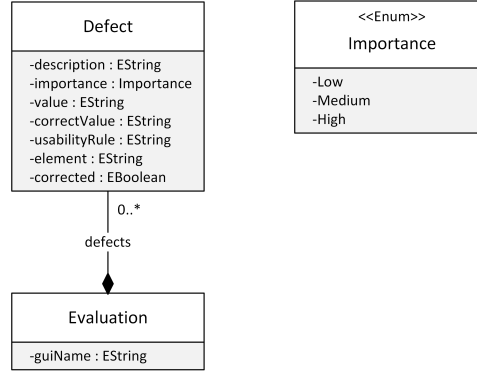 Defect
-description : EString
-importance : Importance
-value : EString
-correctValue : EString
-usabilityRule : EString
-element : EString
-corrected : EBoolean
<<Enum>>
Importance
-Low
-Medium
-High
0..*
defects
Evaluation
-guiName : EString